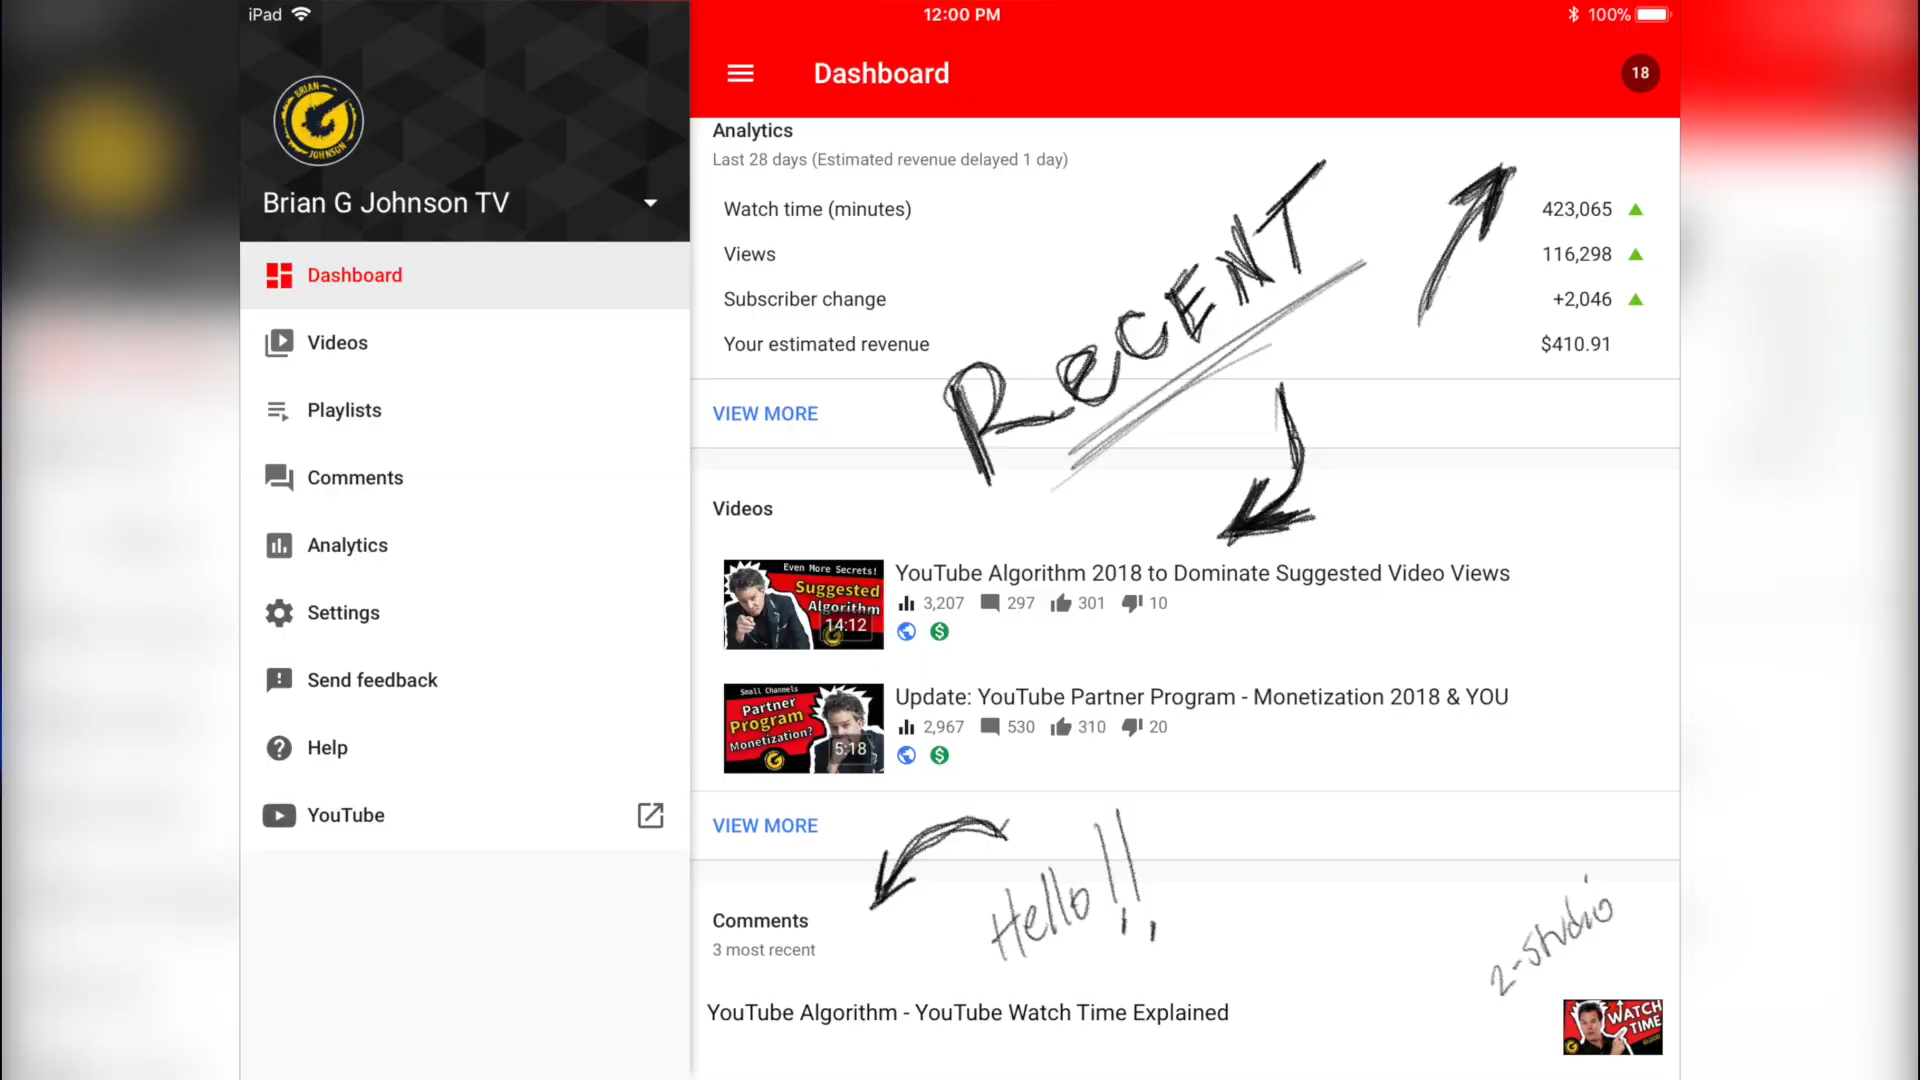 iPad
12:00 PM
100%
BRIAN
JOHNSON
Brian G Johnson TV
Dashboard
Videos
Playlists
Comments
Analytics
Settings
Send feedback
Help
YouTube
Dashboard
18
Analytics
Last 28 days (Estimated revenue delayed 1 day)
Watch time (minutes) 423,065
Views 116,298
Subscriber change +2,046
Your estimated revenue $410.91
ReCENT
VIEW MORE
Videos
Even More Secrets!
Suggested
Algorithm
14:12
YouTube Algorithm 2018 to Dominate Suggested Video Views
3,207 297 301 10
Small Channels
Partner
Program
Monetization?
5:18
Update: YouTube Partner Program - Monetization 2018 & YOU
2,967 530 310 20
VIEW MORE
Hello!!
Comments
3 most recent
2-studio
YouTube Algorithm - YouTube Watch Time Explained
WATCH
TIME